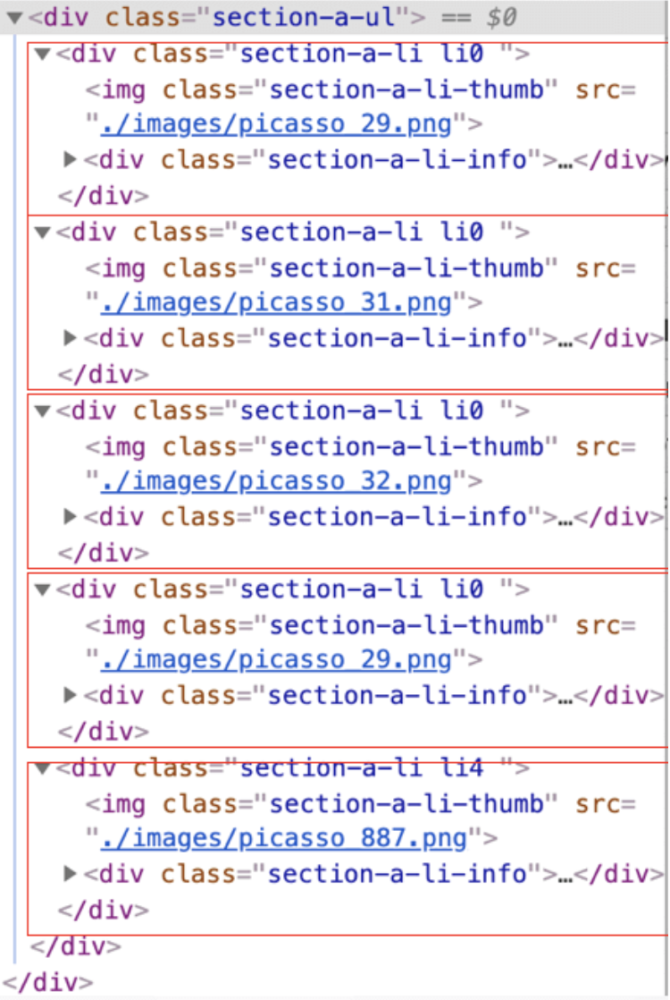 ▼<div class="section-a-ul"> == $0
▼<div class="section-a-li li0 ">
<img class="section-a-li-thumb" src=
"./images/picasso_29.png">
▶<div class="section-a-li-info">…</div>
</div>
▼<div class="section-a-li li0 ">
<img class="section-a-li-thumb" src=
"./images/picasso_31.png">
▶<div class="section-a-li-info">…</div>
</div>
▼<div class="section-a-li li0 ">
<img class="section-a-li-thumb" src=
"./images/picasso_32.png">
▶<div class="section-a-li-info">…</div>
</div>
▼<div class="section-a-li li0 ">
<img class="section-a-li-thumb" src=
"./images/picasso_29.png">
▶<div class="section-a-li-info">…</div>
</div>
▼<div class="section-a-li li4 ">
<img class="section-a-li-thumb" src=
"./images/picasso_887.png">
▶<div class="section-a-li-info">…</div>
</div>
</div>
</div>